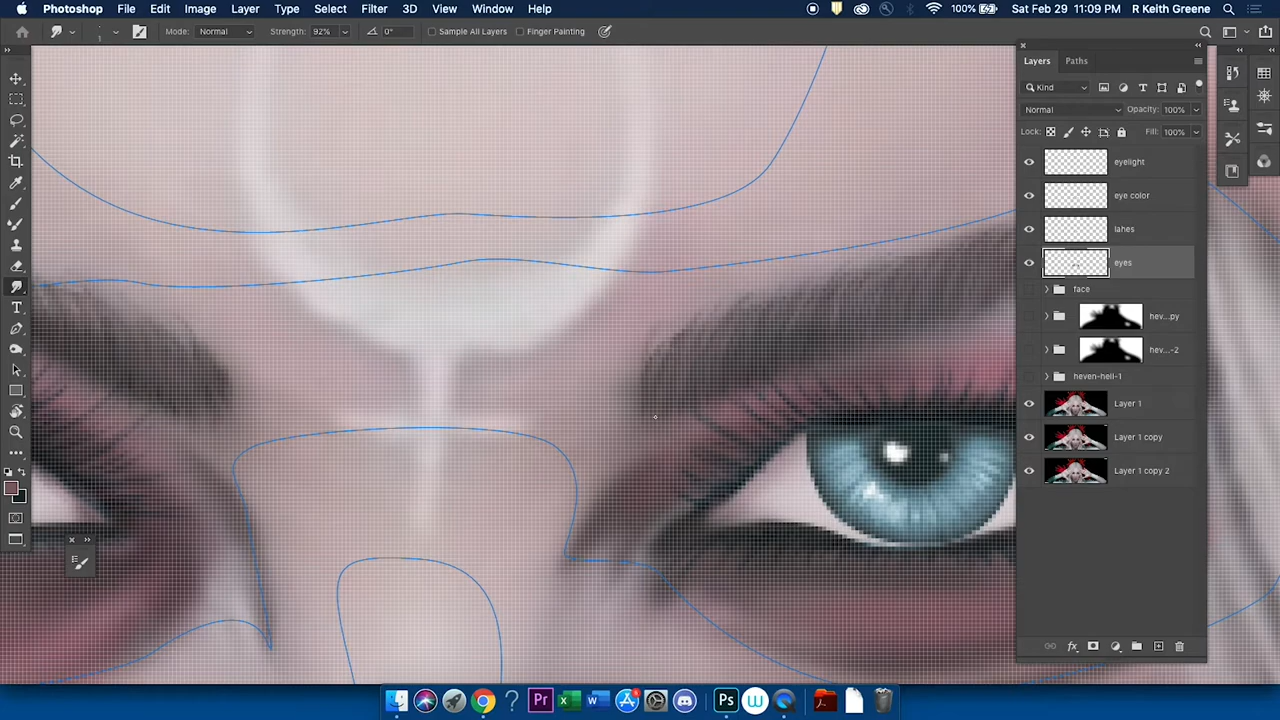 Photoshop File Edit Image Layer Type Select Filter 3D View Window Help 100% Sat Feb 29 11:09 PM R Keith Greene
1 Mode: Normal Strength: 92% 0° Sample All Layers Finger Painting
Layers Paths
Kind
Normal Opacity: 100%
Lock: Fill: 100%
eyelight
eye color
lahes
eyes
face
hev...py
hev...-2
heven-hell-1
Layer 1
Layer 1 copy
Layer 1 copy 2
fx